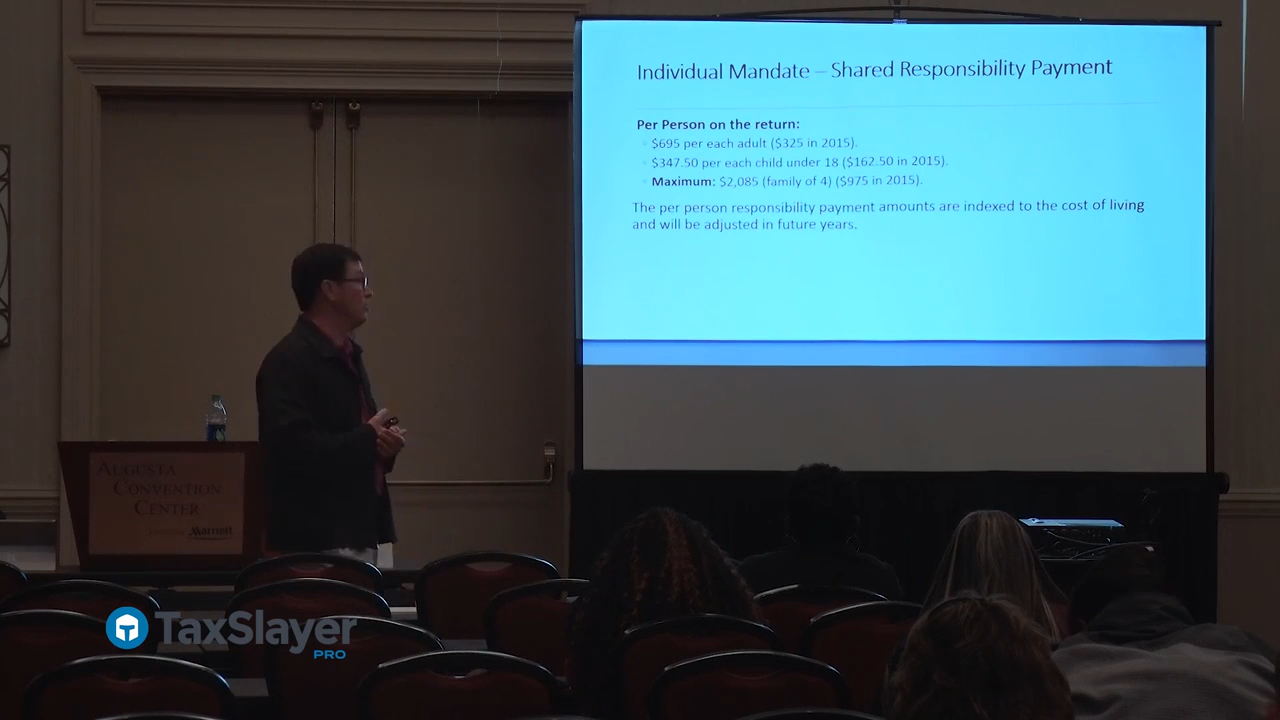 Individual Mandate – Shared Responsibility Payment
Per Person on the return:
$695 per each adult ($325 in 2015).
$347.50 per each child under 18 ($162.50 in 2015).
Maximum: $2,085 (family of 4) ($975 in 2015).
The per person responsibility payment amounts are indexed to the cost of living
and will be adjusted in future years.
AUGUSTA
CONVENTION
CENTER
Marriott
TaxSlayer
PRO